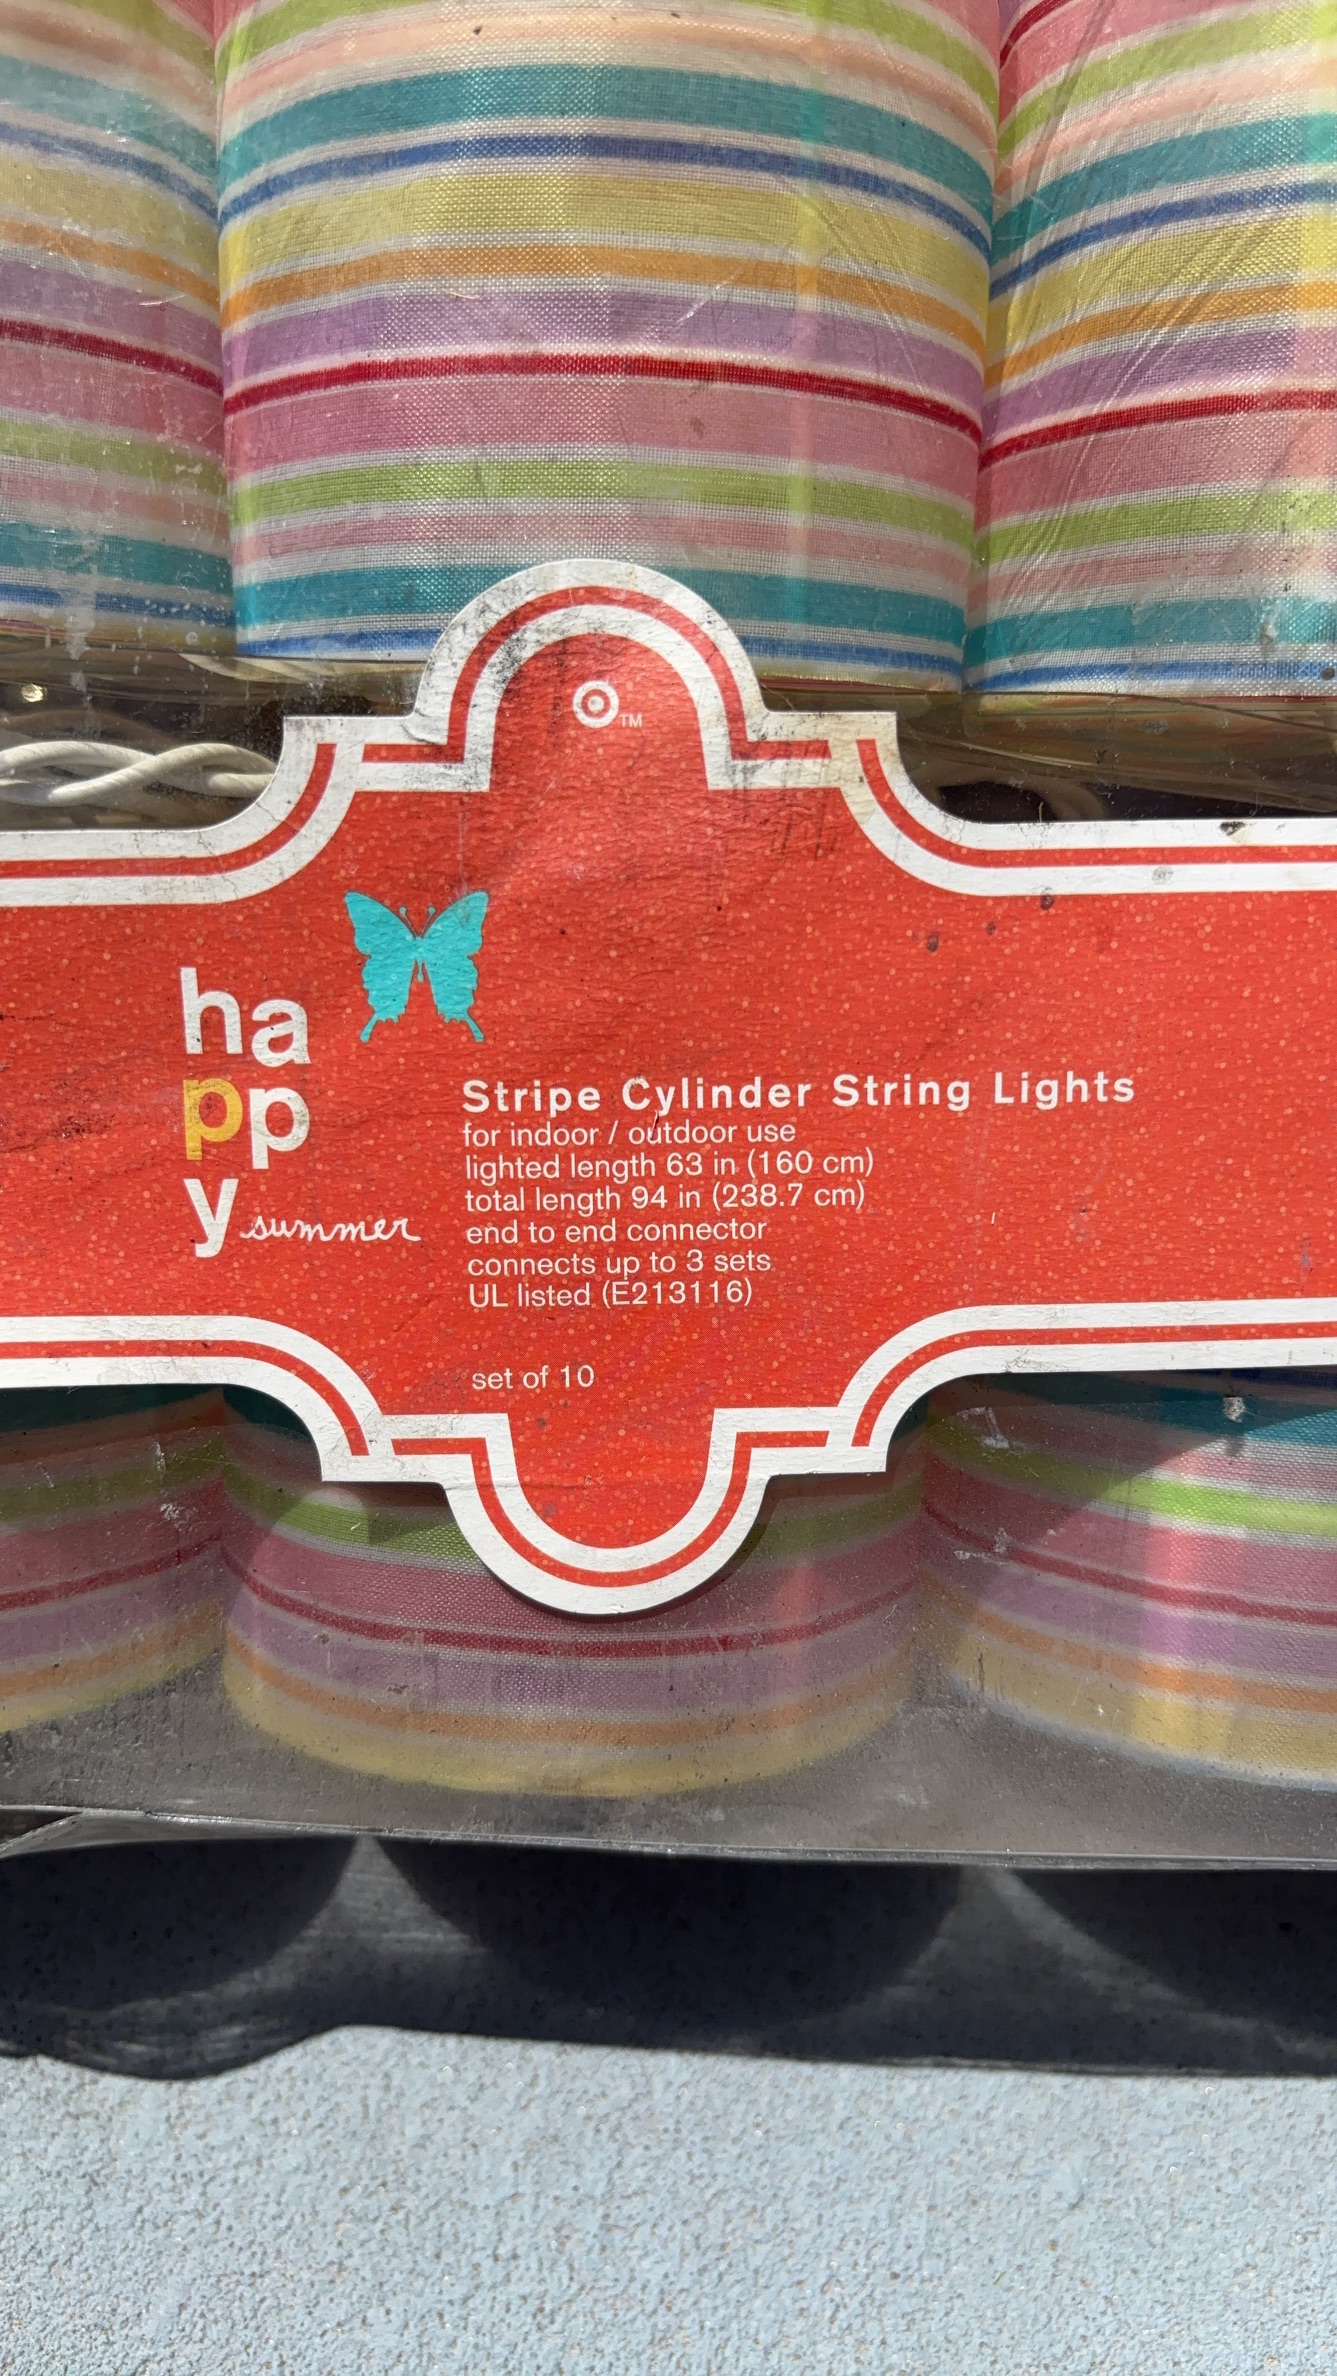 TM
ha
pp
y summer
Stripe Cylinder String Lights
for indoor / outdoor use
lighted length 63 in (160 cm)
total length 94 in (238.7 cm)
end to end connector
connects up to 3 sets
UL listed (E213116)
set of 10